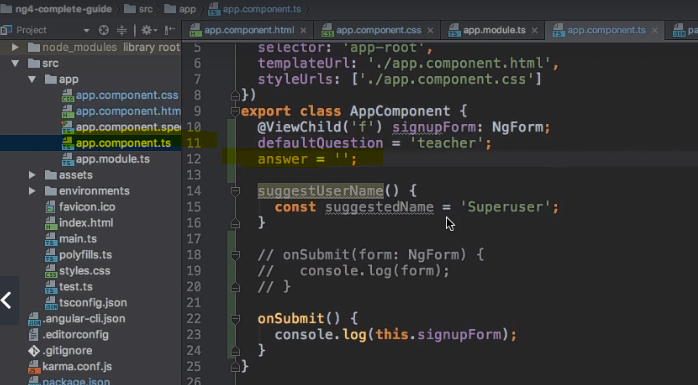 ng4-complete-guide src app app.component.ts
Project
app.component.html app.component.css app.module.ts app.component.ts
node_modules library root
src
app
app.component.css
app.component.htm
app.component.spe
app.component.ts
app.module.ts
assets
environments
favicon.ico
index.html
main.ts
polyfills.ts
styles.css
test.ts
tsconfig.json
.angular-cli.json
.editorconfig
.gitignore
karma.conf.js
package.json
5 selector: 'app-root',
6 templateUrl: './app.component.html',
7 styleUrls: ['./app.component.css']
8 })
9 export class AppComponent {
10 @ViewChild('f') signupForm: NgForm;
11 defaultQuestion = 'teacher';
12 answer = '';
13
14 suggestUserName() {
15 const suggestedName = 'Superuser';
16 }
17
18 // onSubmit(form: NgForm) {
19 // console.log(form);
20 // }
21
22 onSubmit() {
23 console.log(this.signupForm);
24 }
25 }
26